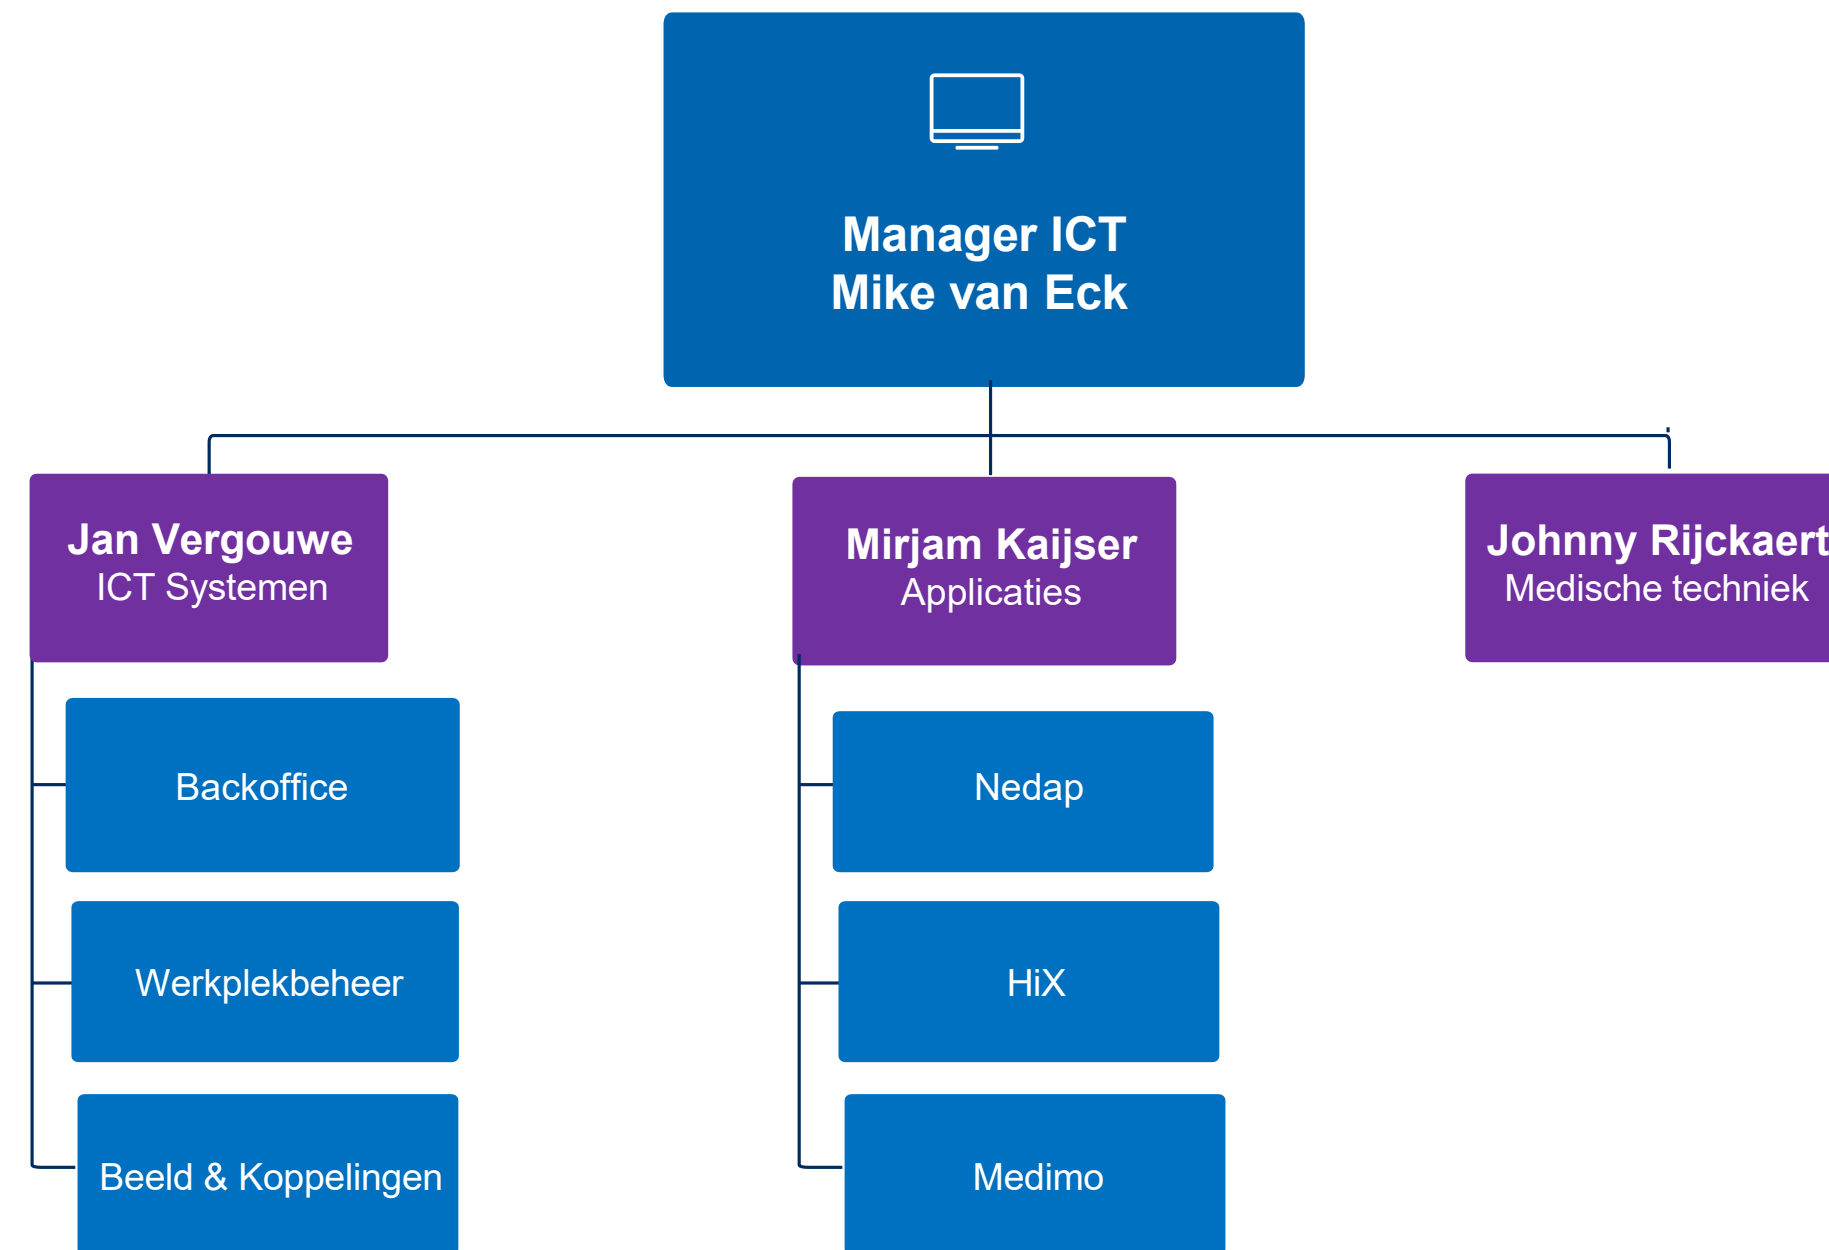 Manager ICT
Mike van Eck
Jan Vergouwe
ICT Systemen
Mirjam Kaijser
Applicaties
Johnny Rijckaert
Medische techniek
Backoffice
Nedap
Werkplekbeheer
HiX
Beeld & Koppelingen
Medimo